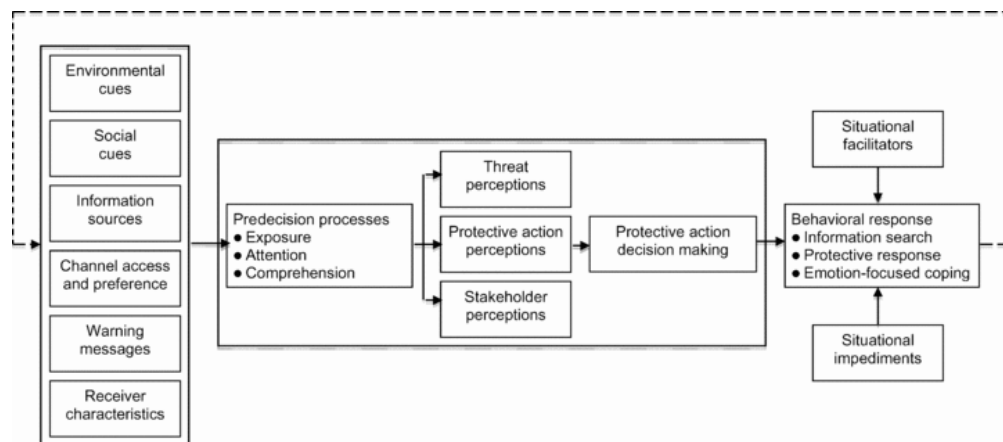 Environmental
cues
Social
cues
Information
sources
Channel access
and preference
Warning
messages
Receiver
characteristics
Predecision processes
● Exposure
● Attention
● Comprehension
Threat
perceptions
Protective action
perceptions
Stakeholder
perceptions
Protective action
decision making
Situational
facilitators
Behavioral response
● Information search
● Protective response
● Emotion-focused coping
Situational
impediments